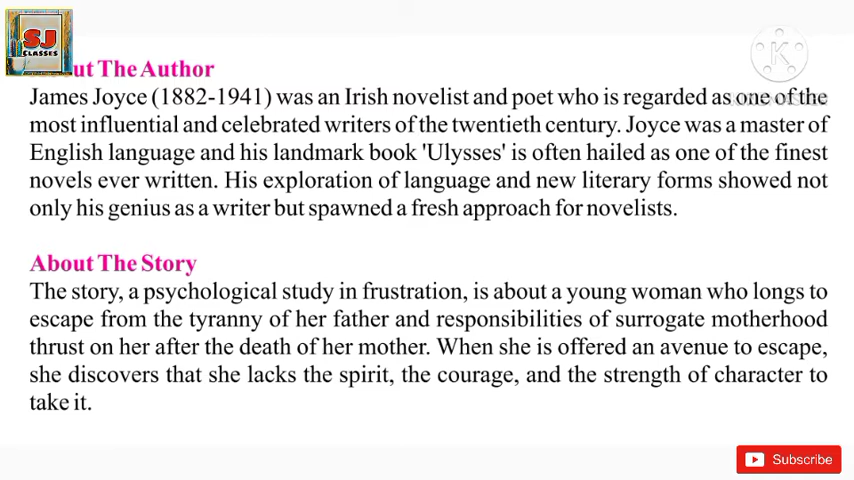 SJ
CLASSES
ut The Author
K
James Joyce (1882-1941) was an Irish novelist and poet who is regarded as one of the
most influential and celebrated writers of the twentieth century. Joyce was a master of
English language and his landmark book 'Ulysses' is often hailed as one of the finest
novels ever written. His exploration of language and new literary forms showed not
only his genius as a writer but spawned a fresh approach for novelists.
About The Story
The story, a psychological study in frustration, is about a young woman who longs to
escape from the tyranny of her father and responsibilities of surrogate motherhood
thrust on her after the death of her mother. When she is offered an avenue to escape,
she discovers that she lacks the spirit, the courage, and the strength of character to
take it.
Subscribe